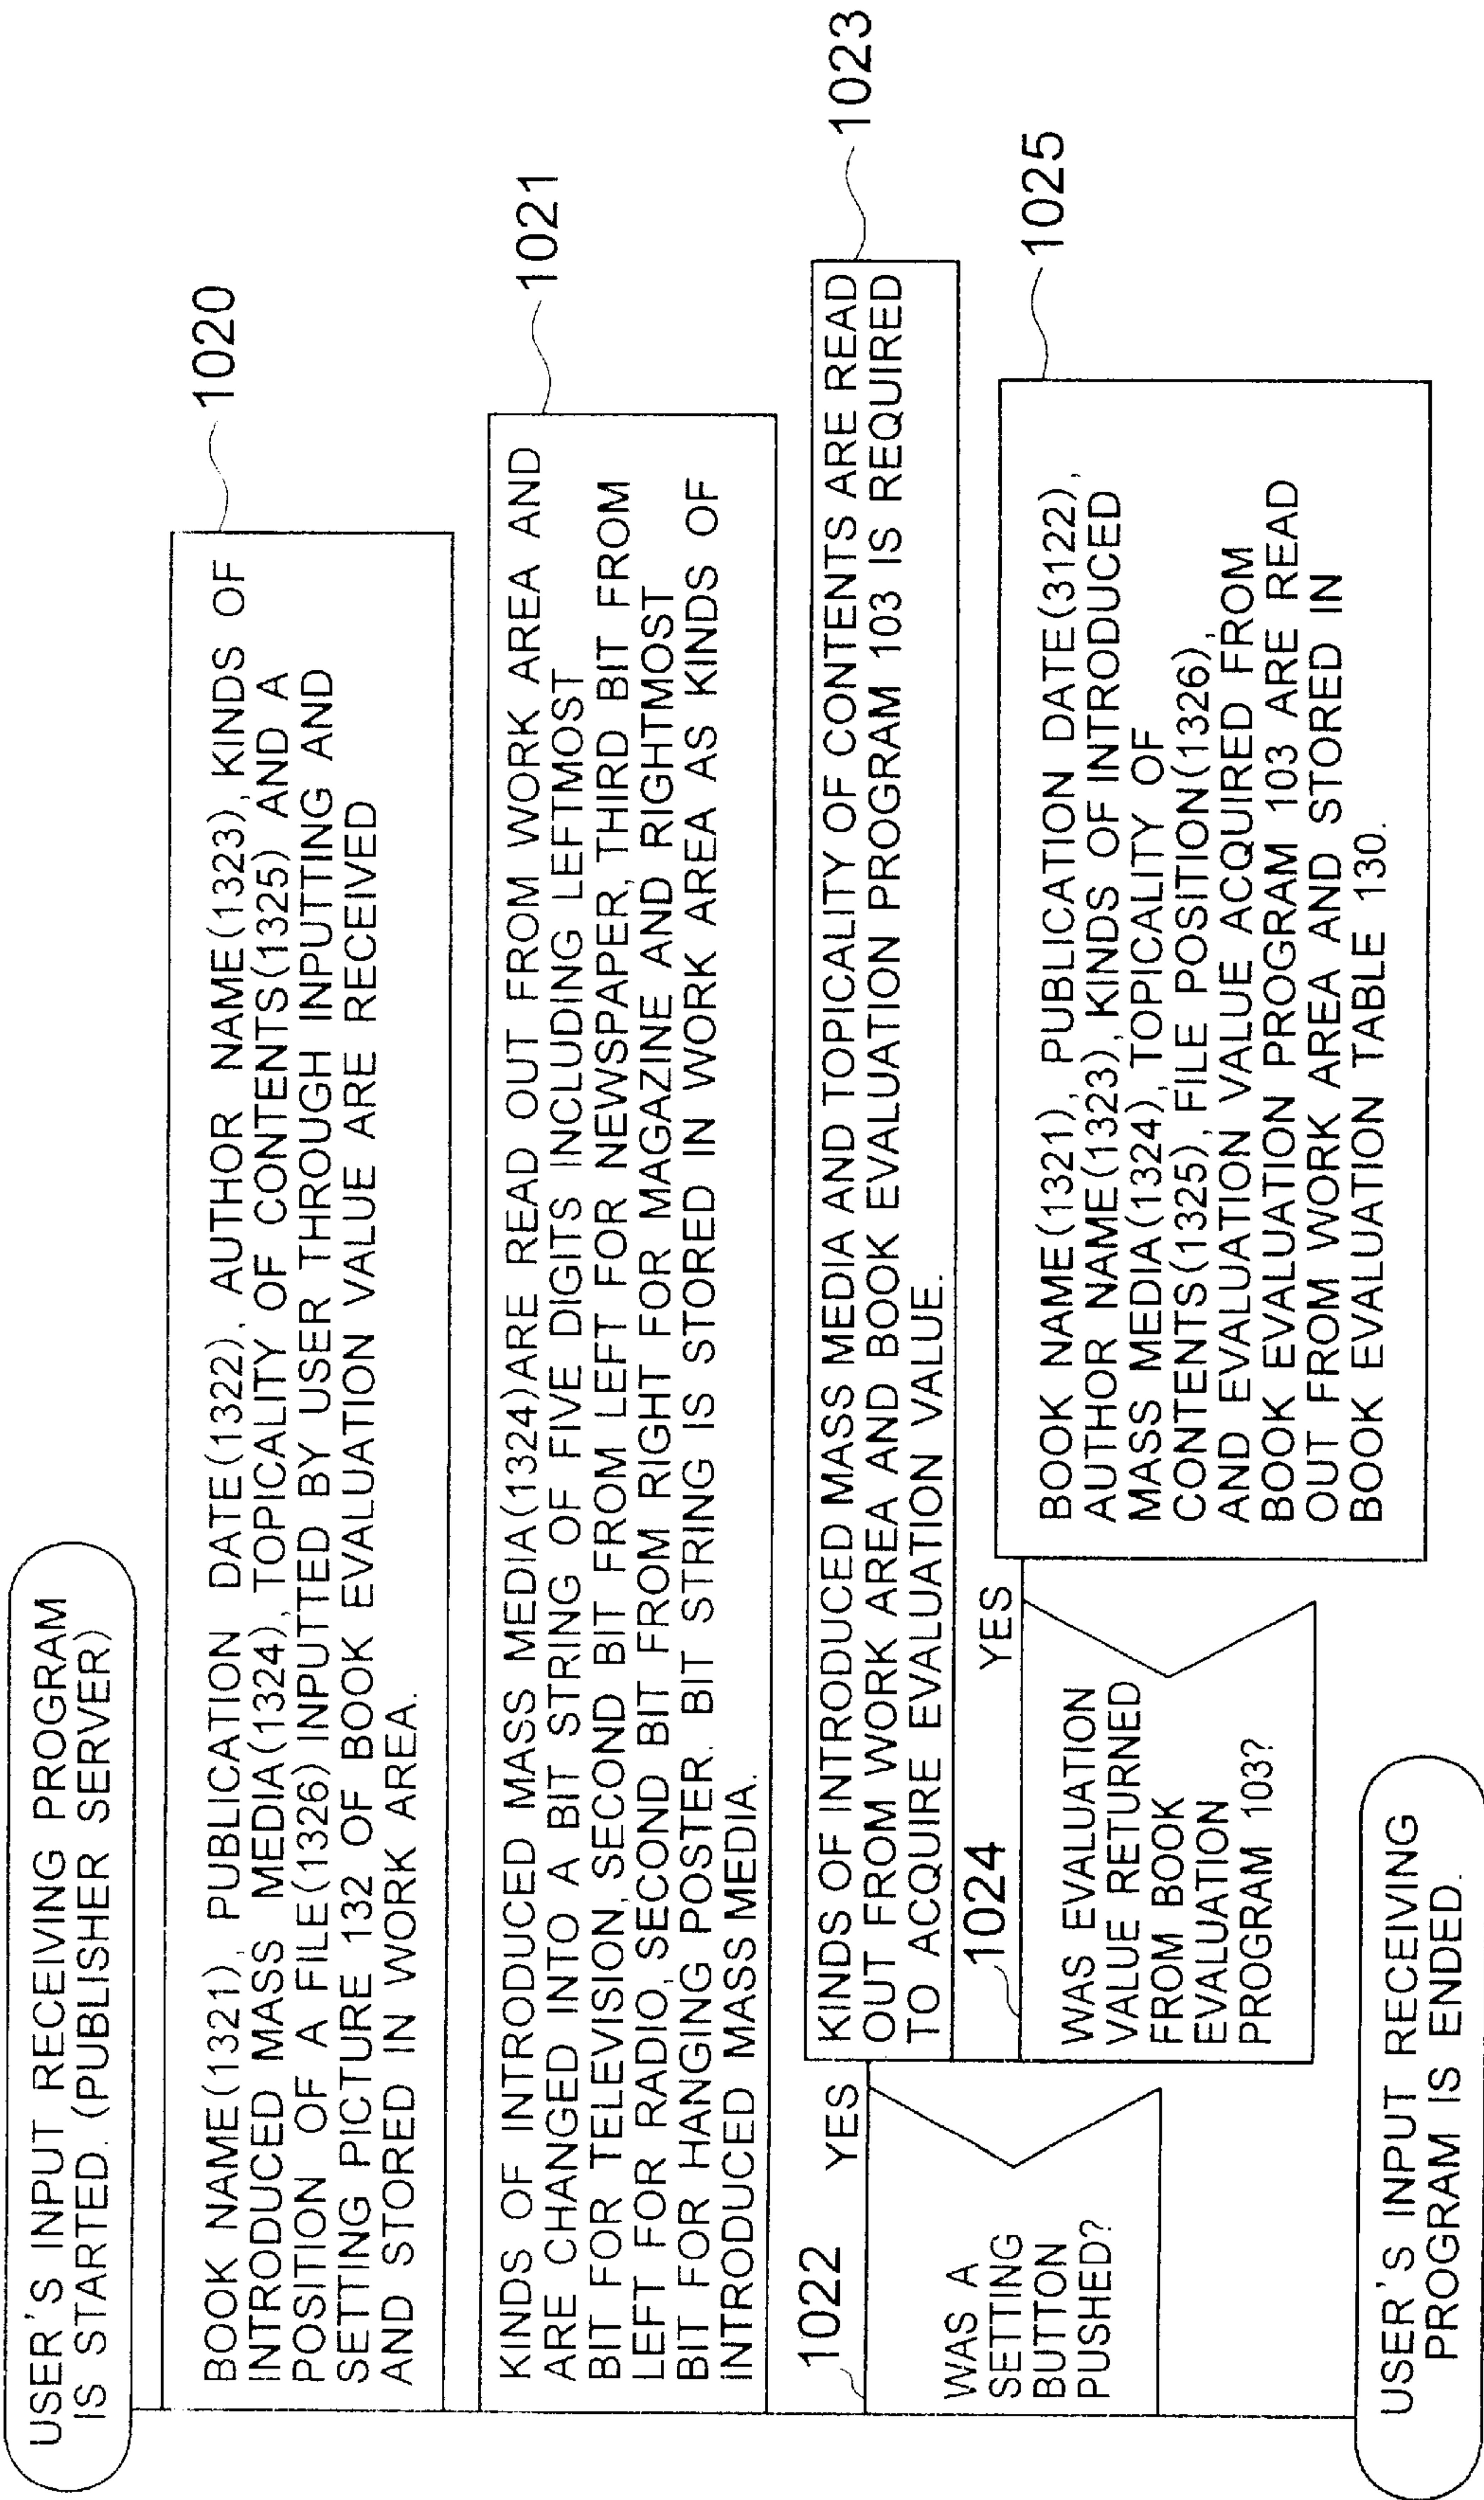 USER'S INPUT RECEIVING PROGRAM
IS STARTED. (PUBLISHER SERVER)
1020
BOOK NAME(1321), PUBLICATION DATE(1322), AUTHOR NAME(1323), KINDS OF
INTRODUCED MASS MEDIA(1324), TOPICALITY OF CONTENTS(1325) AND A
POSITION OF A FILE(1326) INPUTTED BY USER THROUGH INPUTTING AND
SETTING PICTURE 132 OF BOOK EVALUATION VALUE ARE RECEIVED
AND STORED IN WORK AREA.
1021
KINDS OF INTRODUCED MASS MEDIA(1324)ARE READ OUT FROM WORK AREA AND
ARE CHANGED INTO A BIT STRING OF FIVE DIGITS INCLUDING LEFTMOST
BIT FOR TELEVISION, SECOND BIT FROM LEFT FOR NEWSPAPER, THIRD BIT FROM
LEFT FOR RADIO, SECOND BIT FROM RIGHT FOR MAGAZINE AND RIGHTMOST
BIT FOR HANGING POSTER. BIT STRING IS STORED IN WORK AREA AS KINDS OF
INTRODUCED MASS MEDIA.
1022
WAS A
SETTING
BUTTON
PUSHED?
YES
1023
KINDS OF INTRODUCED MASS MEDIA AND TOPICALITY OF CONTENTS ARE READ
OUT FROM WORK AREA AND BOOK EVALUATION PROGRAM 103 IS REQUIRED
TO ACQUIRE EVALUATION VALUE.
1024
WAS EVALUATION
VALUE RETURNED
FROM BOOK
EVALUATION
PROGRAM 103?
YES
1025
BOOK NAME(1321), PUBLICATION DATE(3122),
AUTHOR NAME(1323), KINDS OF INTRODUCED
MASS MEDIA(1324), TOPICALITY OF
CONTENTS(1325), FILE POSITION(1326),
AND EVALUATION VALUE ACQUIRED FROM
BOOK EVALUATION PROGRAM 103 ARE READ
OUT FROM WORK AREA AND STORED IN
BOOK EVALUATION TABLE 130.
USER'S INPUT RECEIVING
PROGRAM IS ENDED.